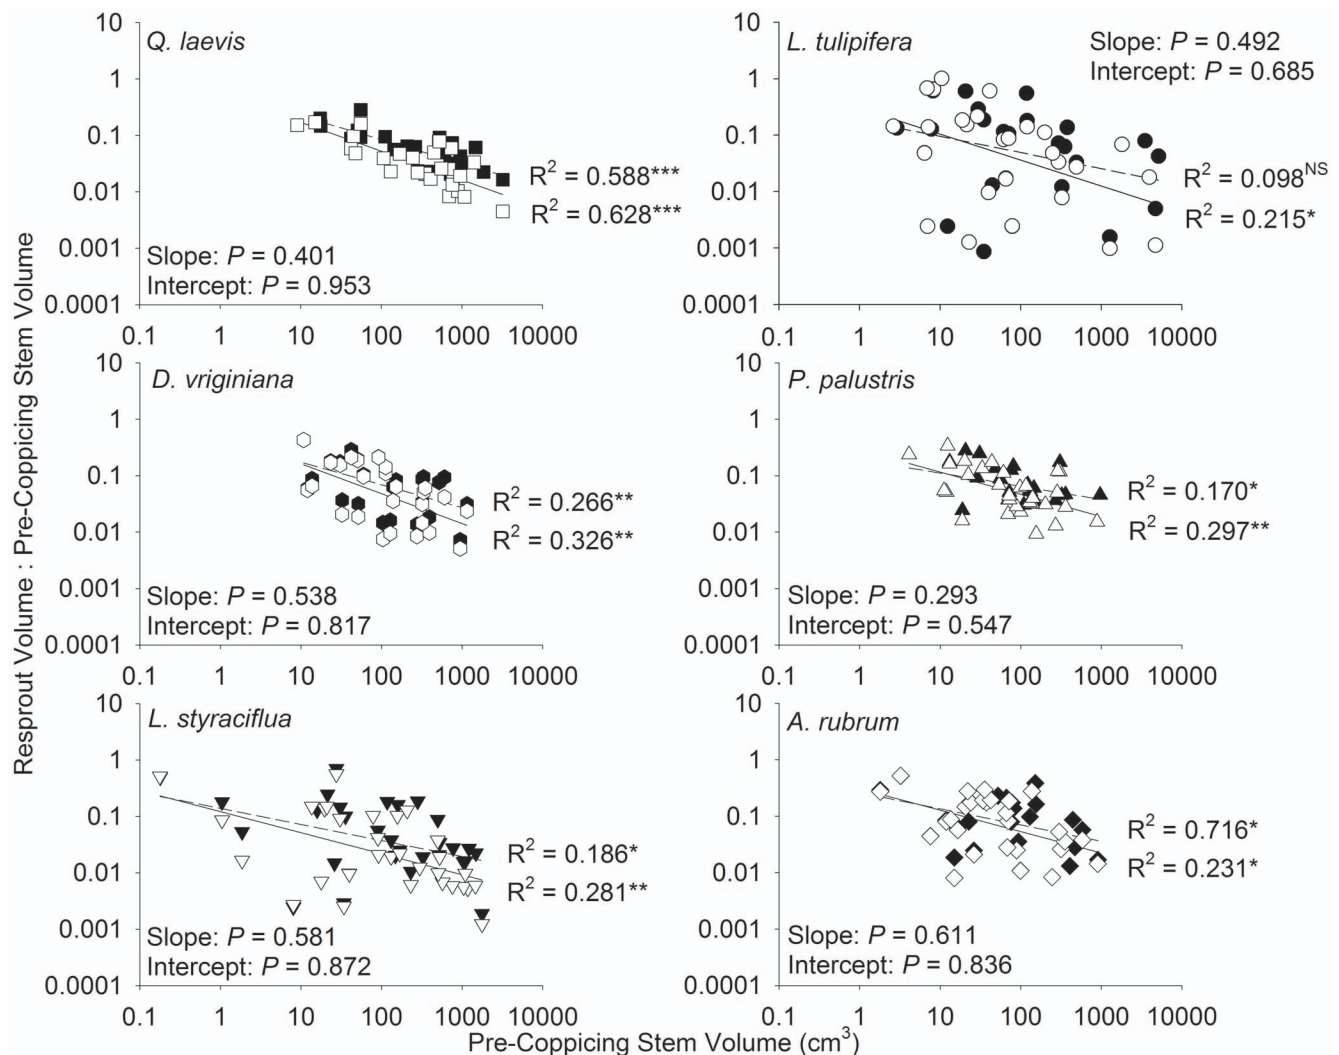 Resprout Volume : Pre-Coppicing Stem Volume
Q. laevis
10
1
0.1
0.01
0.001
0.0001
R² = 0.588***
R² = 0.628***
Slope: P = 0.401
Intercept: P = 0.953
0.1 1 10 100 1000 10000
L. tulipifera
Slope: P = 0.492
Intercept: P = 0.685
10
1
0.1
0.01
0.001
0.0001
R² = 0.098NS
R² = 0.215*
0.1 1 10 100 1000 10000
D. vriginiana
10
1
0.1
0.01
0.001
0.0001
R² = 0.266**
R² = 0.326**
Slope: P = 0.538
Intercept: P = 0.817
0.1 1 10 100 1000 10000
P. palustris
10
1
0.1
0.01
0.001
0.0001
R² = 0.170*
R² = 0.297**
Slope: P = 0.293
Intercept: P = 0.547
0.1 1 10 100 1000 10000
L. styraciflua
10
1
0.1
0.01
0.001
0.0001
R² = 0.186*
R² = 0.281**
Slope: P = 0.581
Intercept: P = 0.872
0.1 1 10 100 1000 10000
A. rubrum
10
1
0.1
0.01
0.001
0.0001
R² = 0.716*
R² = 0.231*
Slope: P = 0.611
Intercept: P = 0.836
0.1 1 10 100 1000 10000
Pre-Coppicing Stem Volume (cm³)